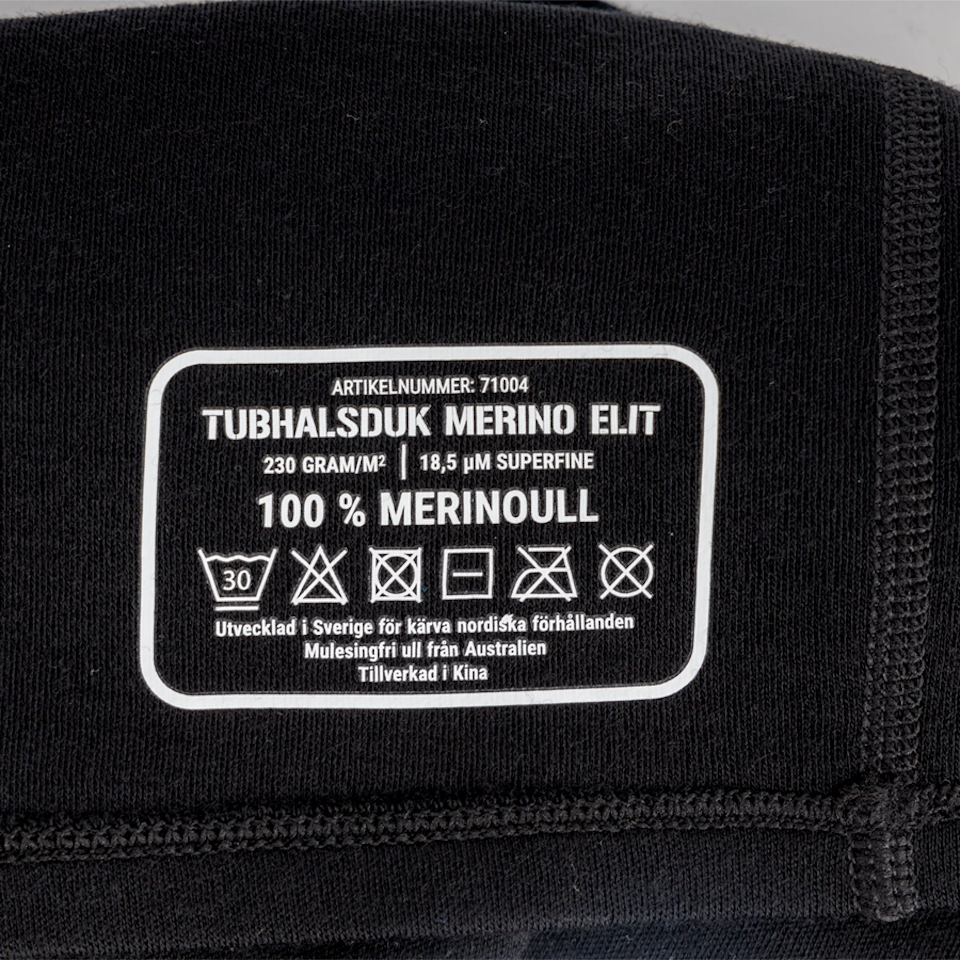 ARTIKELNUMMER: 71004
TUBHALSDUK MERINO ELIT
230 GRAM/M² | 18,5 µM SUPERFINE
100 % MERINOULL
30
Utvecklad i Sverige för kärva nordiska förhållanden
Mulesingfri ull från Australien
Tillverkad i Kina